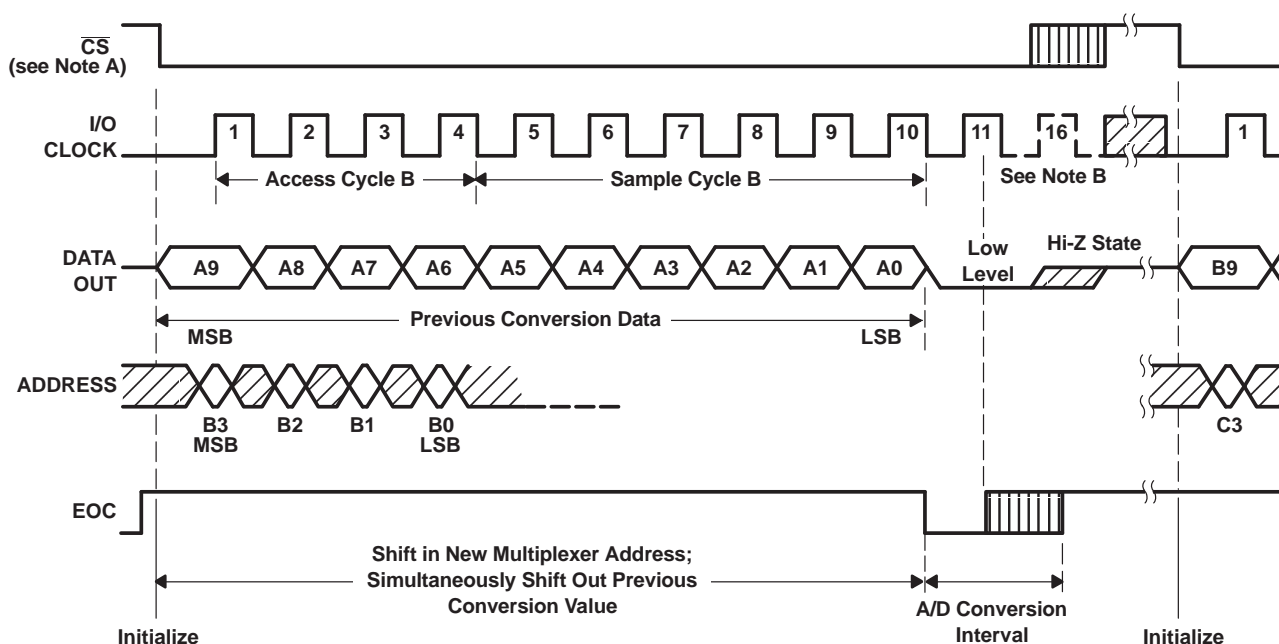 CS
(see Note A)
I/O
CLOCK
1 2 3 4 5 6 7 8 9 10 11 16 1
Access Cycle B
Sample Cycle B
See Note B
DATA
OUT
A9 A8 A7 A6 A5 A4 A3 A2 A1 A0
Low
Level
Hi-Z State
B9
Previous Conversion Data
MSB
LSB
ADDRESS
B3
MSB
B2
B1
B0
LSB
C3
EOC
Shift in New Multiplexer Address;
Simultaneously Shift Out Previous
Conversion Value
A/D Conversion
Interval
Initialize
Initialize